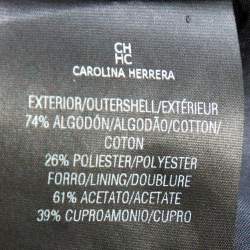 CH
HC
CAROLINA HERRERA
EXTERIOR/OUTERSHELL/EXTÉRIEUR
74% ALGODÓN/ALGODÃO/COTTON/
COTON
26% POLIESTER/POLYESTER
FORRO/LINING/DOUBLURE
61% ACETATO/ACETATE
39% CUPROAMONIO/CUPRO